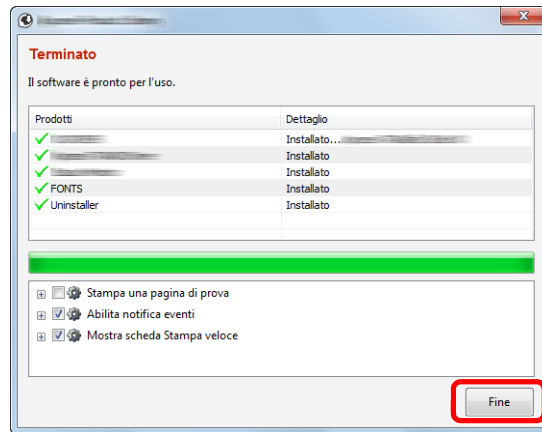 Terminato
Il software è pronto per l'uso.
Prodotti Dettaglio
Installato...
Installato
Installato
FONTS Installato
Uninstaller Installato
Stampa una pagina di prova
Abilita notifica eventi
Mostra scheda Stampa veloce
Fine